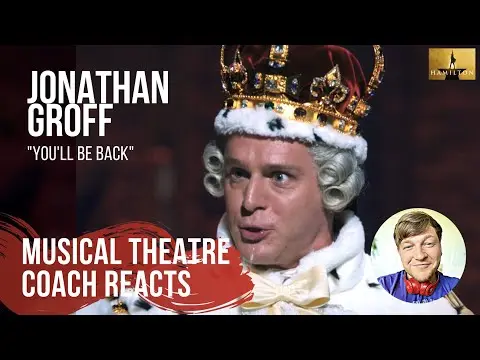 JONATHAN
GROFF
"YOU'LL BE BACK"
HAMILTON
MUSICAL THEATRE
COACH REACTS